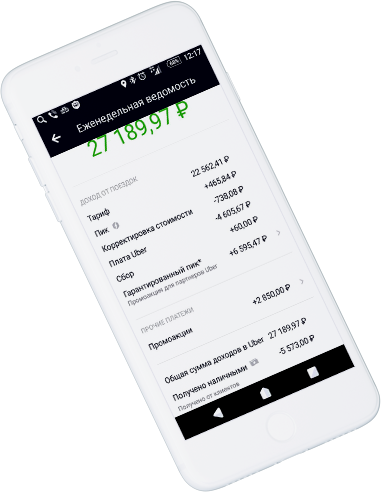 68% 12:17
Еженедельная ведомость
27 189,97 ₽
ДОХОД ОТ ПОЕЗДОК
Тариф 22 562,41 ₽
Пик +465,84 ₽
Корректировка стоимости -738,08 ₽
Плата Uber -4 605,67 ₽
Сбор +60,00 ₽
Гарантированный пик* +6 595,47 ₽
Промоакции для партнеров Uber
ПРОЧИЕ ПЛАТЕЖИ
Промоакции +2 850,00 ₽
Общая сумма доходов в Uber 27 189,97 ₽
Получено наличными -5 573,00 ₽
Получено от клиентов